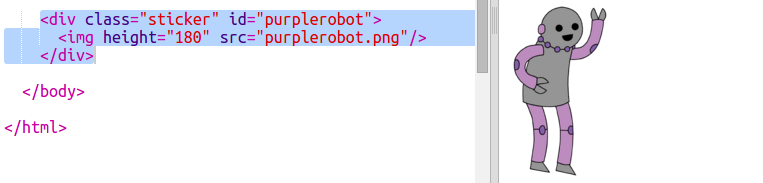 <div class="sticker" id="purplerobot">
<img height="180" src="purplerobot.png"/>
</div>
</body>
</html>